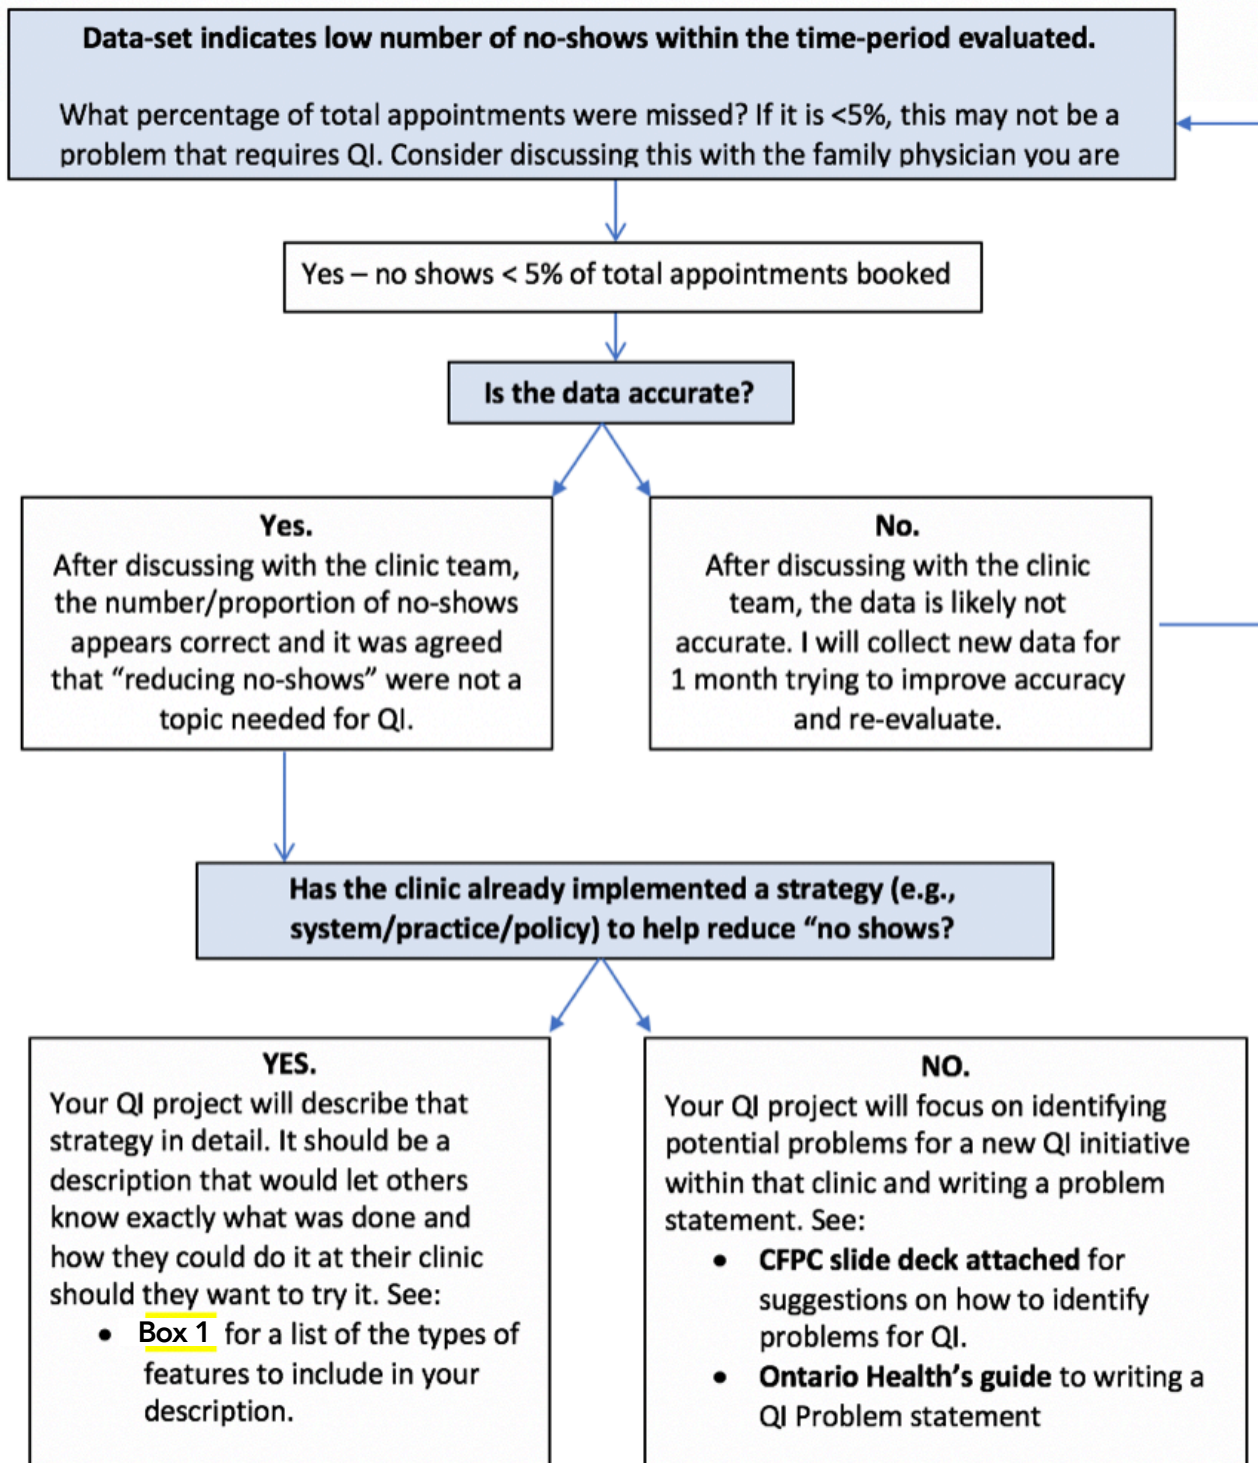 Data-set indicates low number of no-shows within the time-period evaluated.
What percentage of total appointments were missed? If it is <5%, this may not be a
problem that requires QI. Consider discussing this with the family physician you are
Yes – no shows < 5% of total appointments booked
Is the data accurate?
Yes.
After discussing with the clinic team,
the number/proportion of no-shows
appears correct and it was agreed
that “reducing no-shows” were not a
topic needed for QI.
No.
After discussing with the clinic
team, the data is likely not
accurate. I will collect new data for
1 month trying to improve accuracy
and re-evaluate.
Has the clinic already implemented a strategy (e.g.,
system/practice/policy) to help reduce “no shows?
YES.
Your QI project will describe that
strategy in detail. It should be a
description that would let others
know exactly what was done and
how they could do it at their clinic
should they want to try it. See:
• Box 1 for a list of the types of
features to include in your
description.
NO.
Your QI project will focus on identifying
potential problems for a new QI initiative
within that clinic and writing a problem
statement. See:
• CFPC slide deck attached for
suggestions on how to identify
problems for QI.
• Ontario Health’s guide to writing a
QI Problem statement